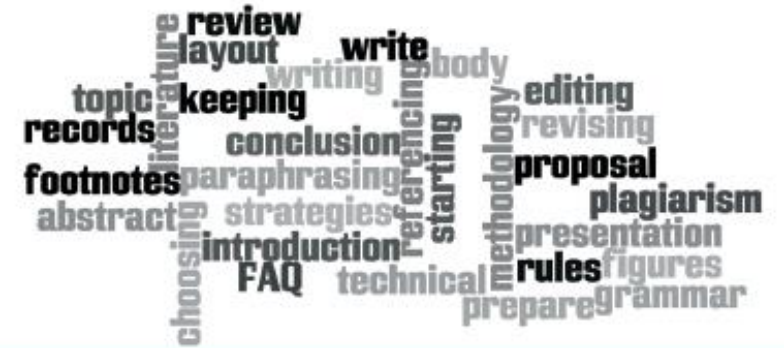 review
literature
layout
write
writing
body
topic
keeping
editing
records
referencing
revising
conclusion
starting
methodology
proposal
footnotes
paraphrasing
plagiarism
abstract
strategies
presentation
choosing
introduction
FAQ
technical
rules
figures
prepare
grammar